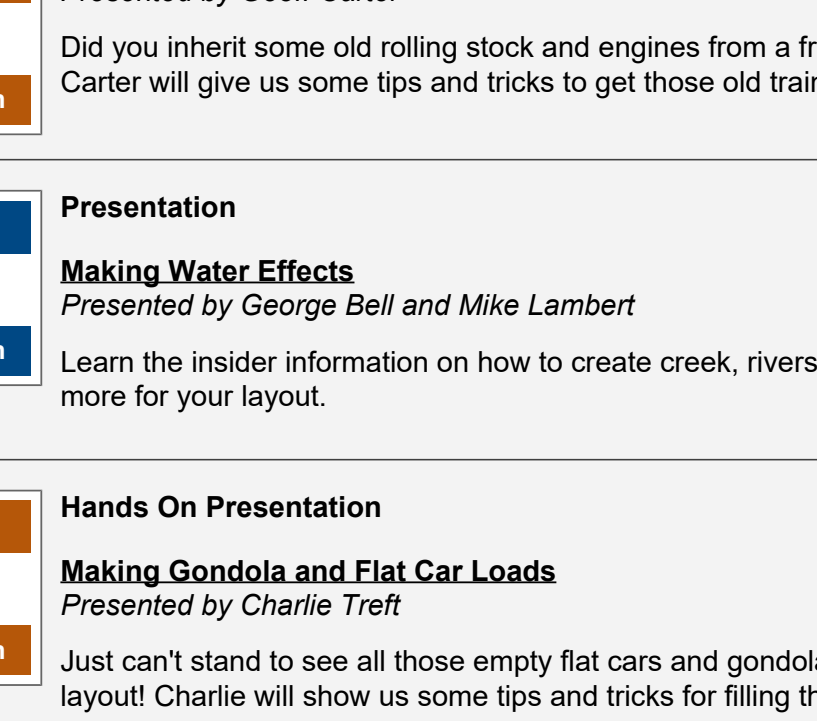 Did you inherit some old rolling stock and engines from a
Carter will give us some tips and tricks to get those old
Presentation
Making Water Effects
Presented by George Bell and Mike Lambert
Learn the insider information on how to create creek, rivers
more for your layout.
Hands On Presentation
Making Gondola and Flat Car Loads
Presented by Charlie Treft
Just can't stand to see all those empty flat cars and
layout! Charlie will show us some tips and tricks for filling